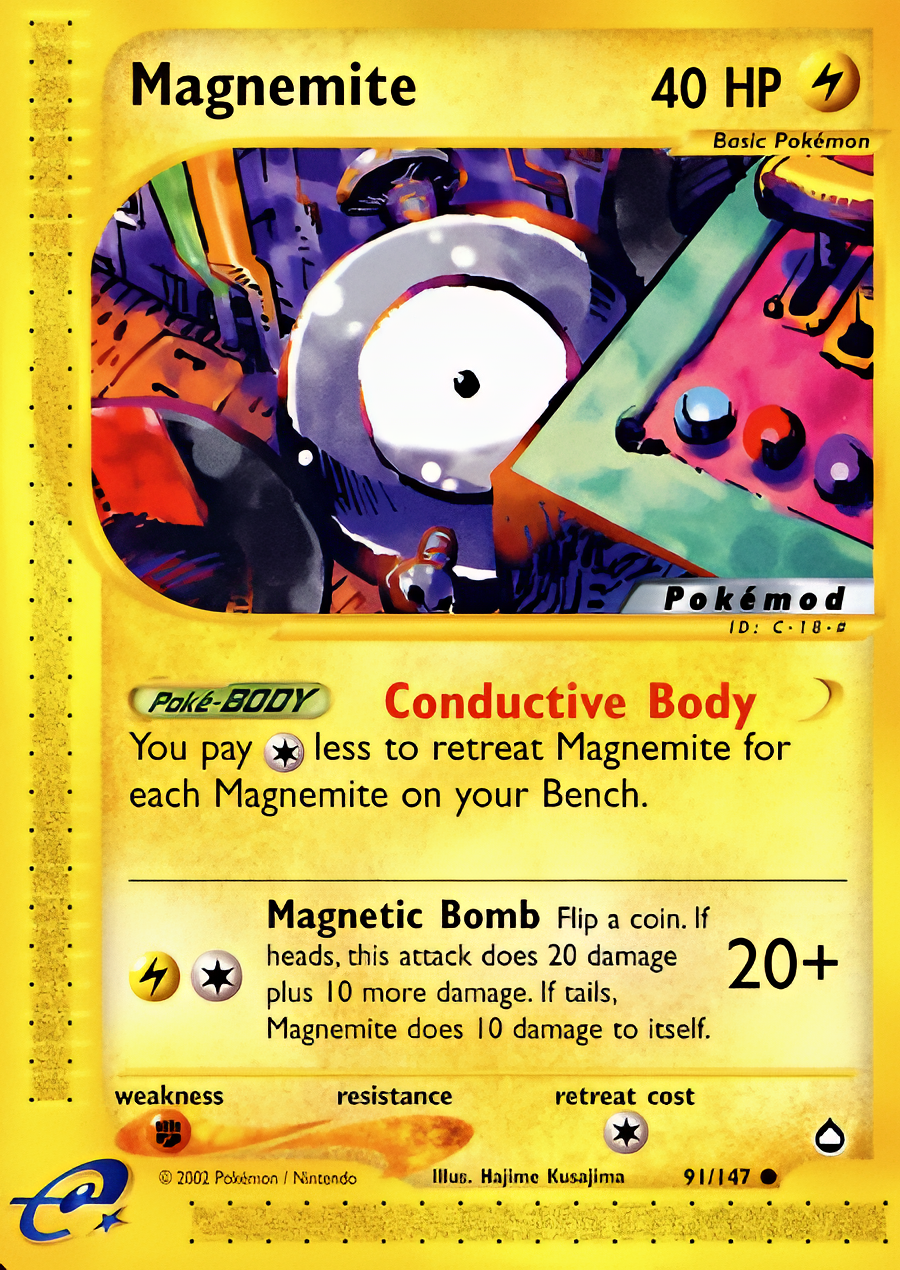 Magnemite 40 HP
Basic Pokémon
Pokémod
ID: C-18-#
Poké-BODY Conductive Body
You pay less to retreat Magnemite for
each Magnemite on your Bench.
Magnetic Bomb Flip a coin. If
heads, this attack does 20 damage
plus 10 more damage. If tails,
Magnemite does 10 damage to itself.
20+
weakness resistance retreat cost
© 2002 Pokémon / Nintendo Illus. Hajime Kusajima 91/147
e